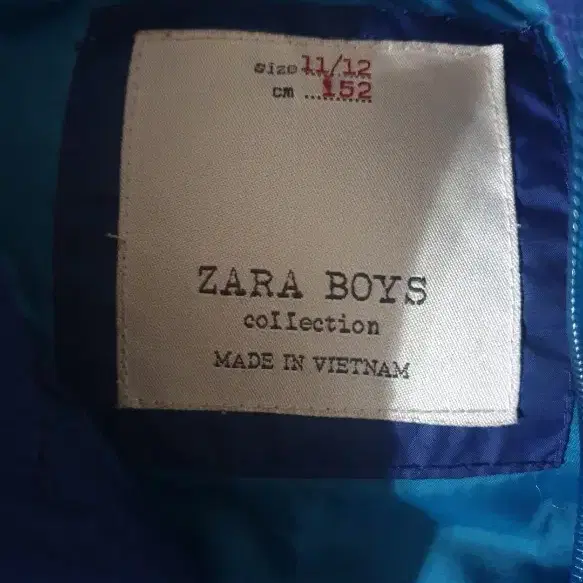 size 11/12
cm 152
ZARA BOYS
collection
MADE IN VIETNAM